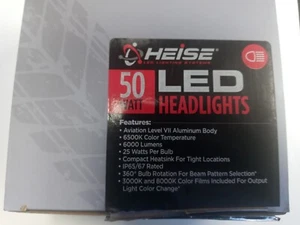 HEISE
LED LIGHTING SYSTEMS
50 WATT
LED
HEADLIGHTS
Features:
• Aviation Level VII Aluminum Body
• 6500K Color Temperature
• 6000 Lumens
• 25 Watts Per Bulb
• Compact Heatsink For Tight Locations
• IP65/67 Rated
• 360° Bulb Rotation For Beam Pattern Selection*
• 3000K and 8000K Color Films Included For Output
Light Color Change*